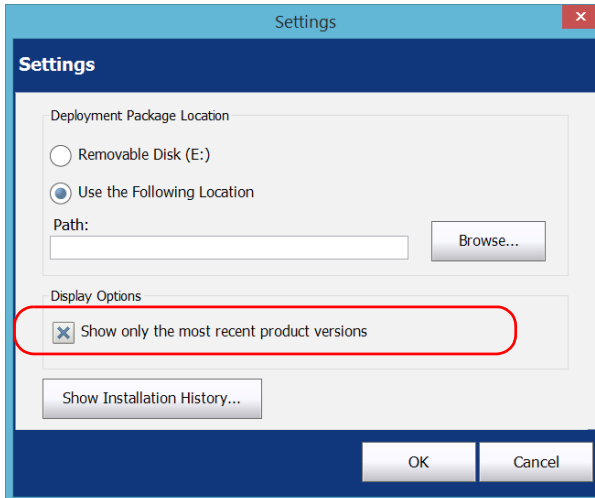 Settings
Settings
Deployment Package Location
Removable Disk (E:)
Use the Following Location
Path:
Browse...
Display Options
Show only the most recent product versions
Show Installation History...
OK Cancel